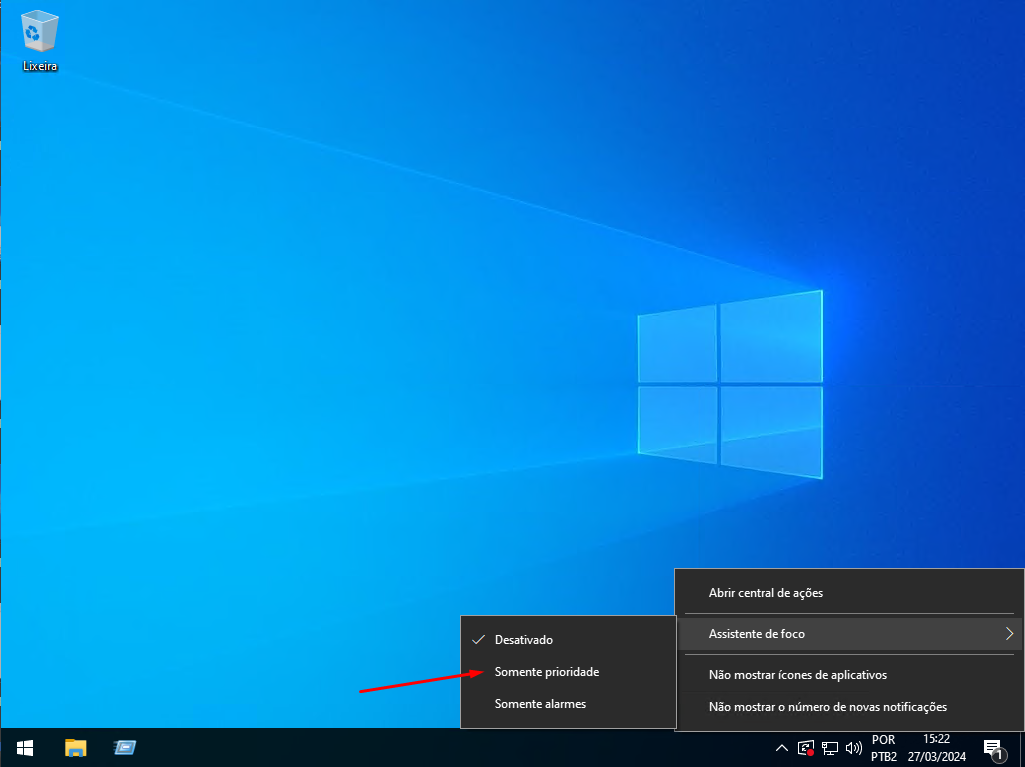 Lixeira
Abrir central de ações
Assistente de foco
Não mostrar ícones de aplicativos
Não mostrar o número de novas notificações
Desativado
Somente prioridade
Somente alarmes
POR
PTB2
15:22
27/03/2024
1